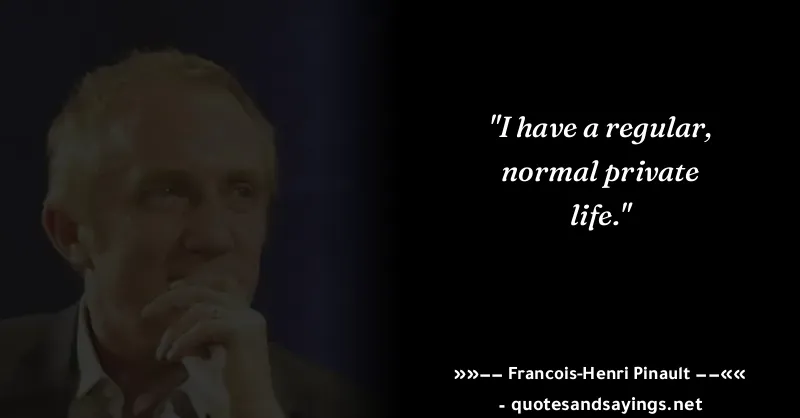 "I have a regular,
normal private
life."
»»−− Francois-Henri Pinault −−««
- quotesandsayings.net